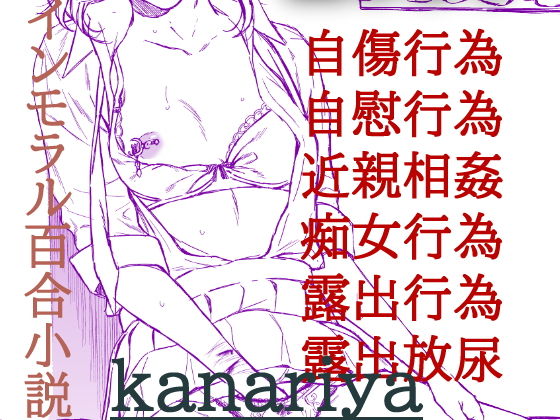 自傷行為
自慰行為
近親相姦
痴女行為
露出行為
露出放尿
インモラル百合小説
kanariya